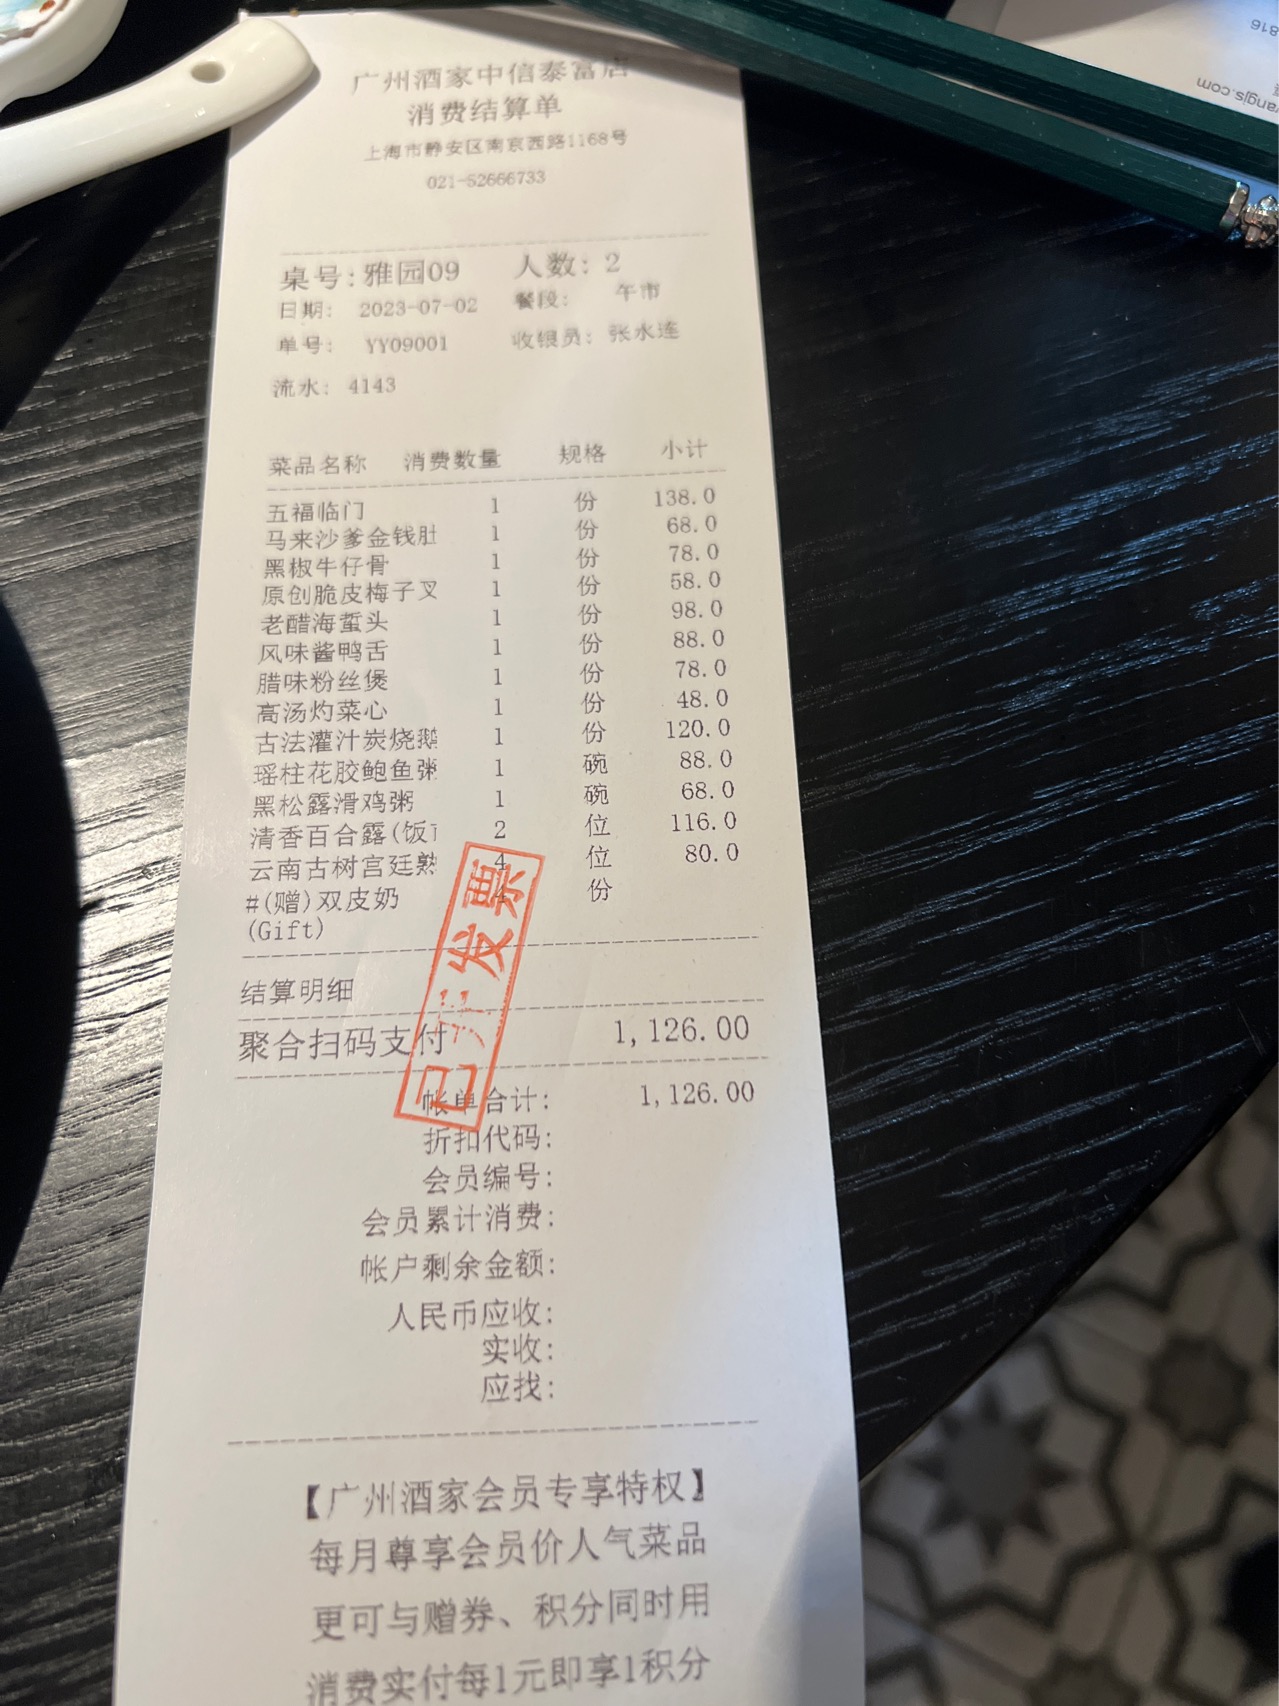 广州酒家中信泰富店
消费结算单
上海市静安区南京西路1168号
021-52666733
桌号:雅园09 人数: 2
日期: 2023-07-02 餐段: 午市
单号: YY09001 收银员: 张水连
流水: 4143
菜品名称 消费数量 规格 小计
五福临门 1 份 138.0
马来沙爹金钱肚 1 份 68.0
黑椒牛仔骨 1 份 78.0
原创脆皮梅子叉 1 份 58.0
老醋海蜇头 1 份 98.0
风味酱鸭舌 1 份 88.0
腊味粉丝煲 1 份 78.0
高汤灼菜心 1 份 48.0
古法灌汁炭烧鹅 1 份 120.0
瑶柱花胶鲍鱼粥 1 碗 88.0
黑松露滑鸡粥 1 碗 68.0
清香百合露(饭 2 位 116.0
云南古树宫廷熟 4 位 80.0
#(赠)双皮奶 4 份
(Gift)
结算明细
聚合扫码支付 1,126.00
帐单合计: 1,126.00
折扣代码:
会员编号:
会员累计消费:
帐户剩余金额:
人民币应收:
实收:
应找:
已开发票
【广州酒家会员专享特权】
每月尊享会员价人气菜品
更可与赠券、积分同时用
消费实付每1元即享1积分
816